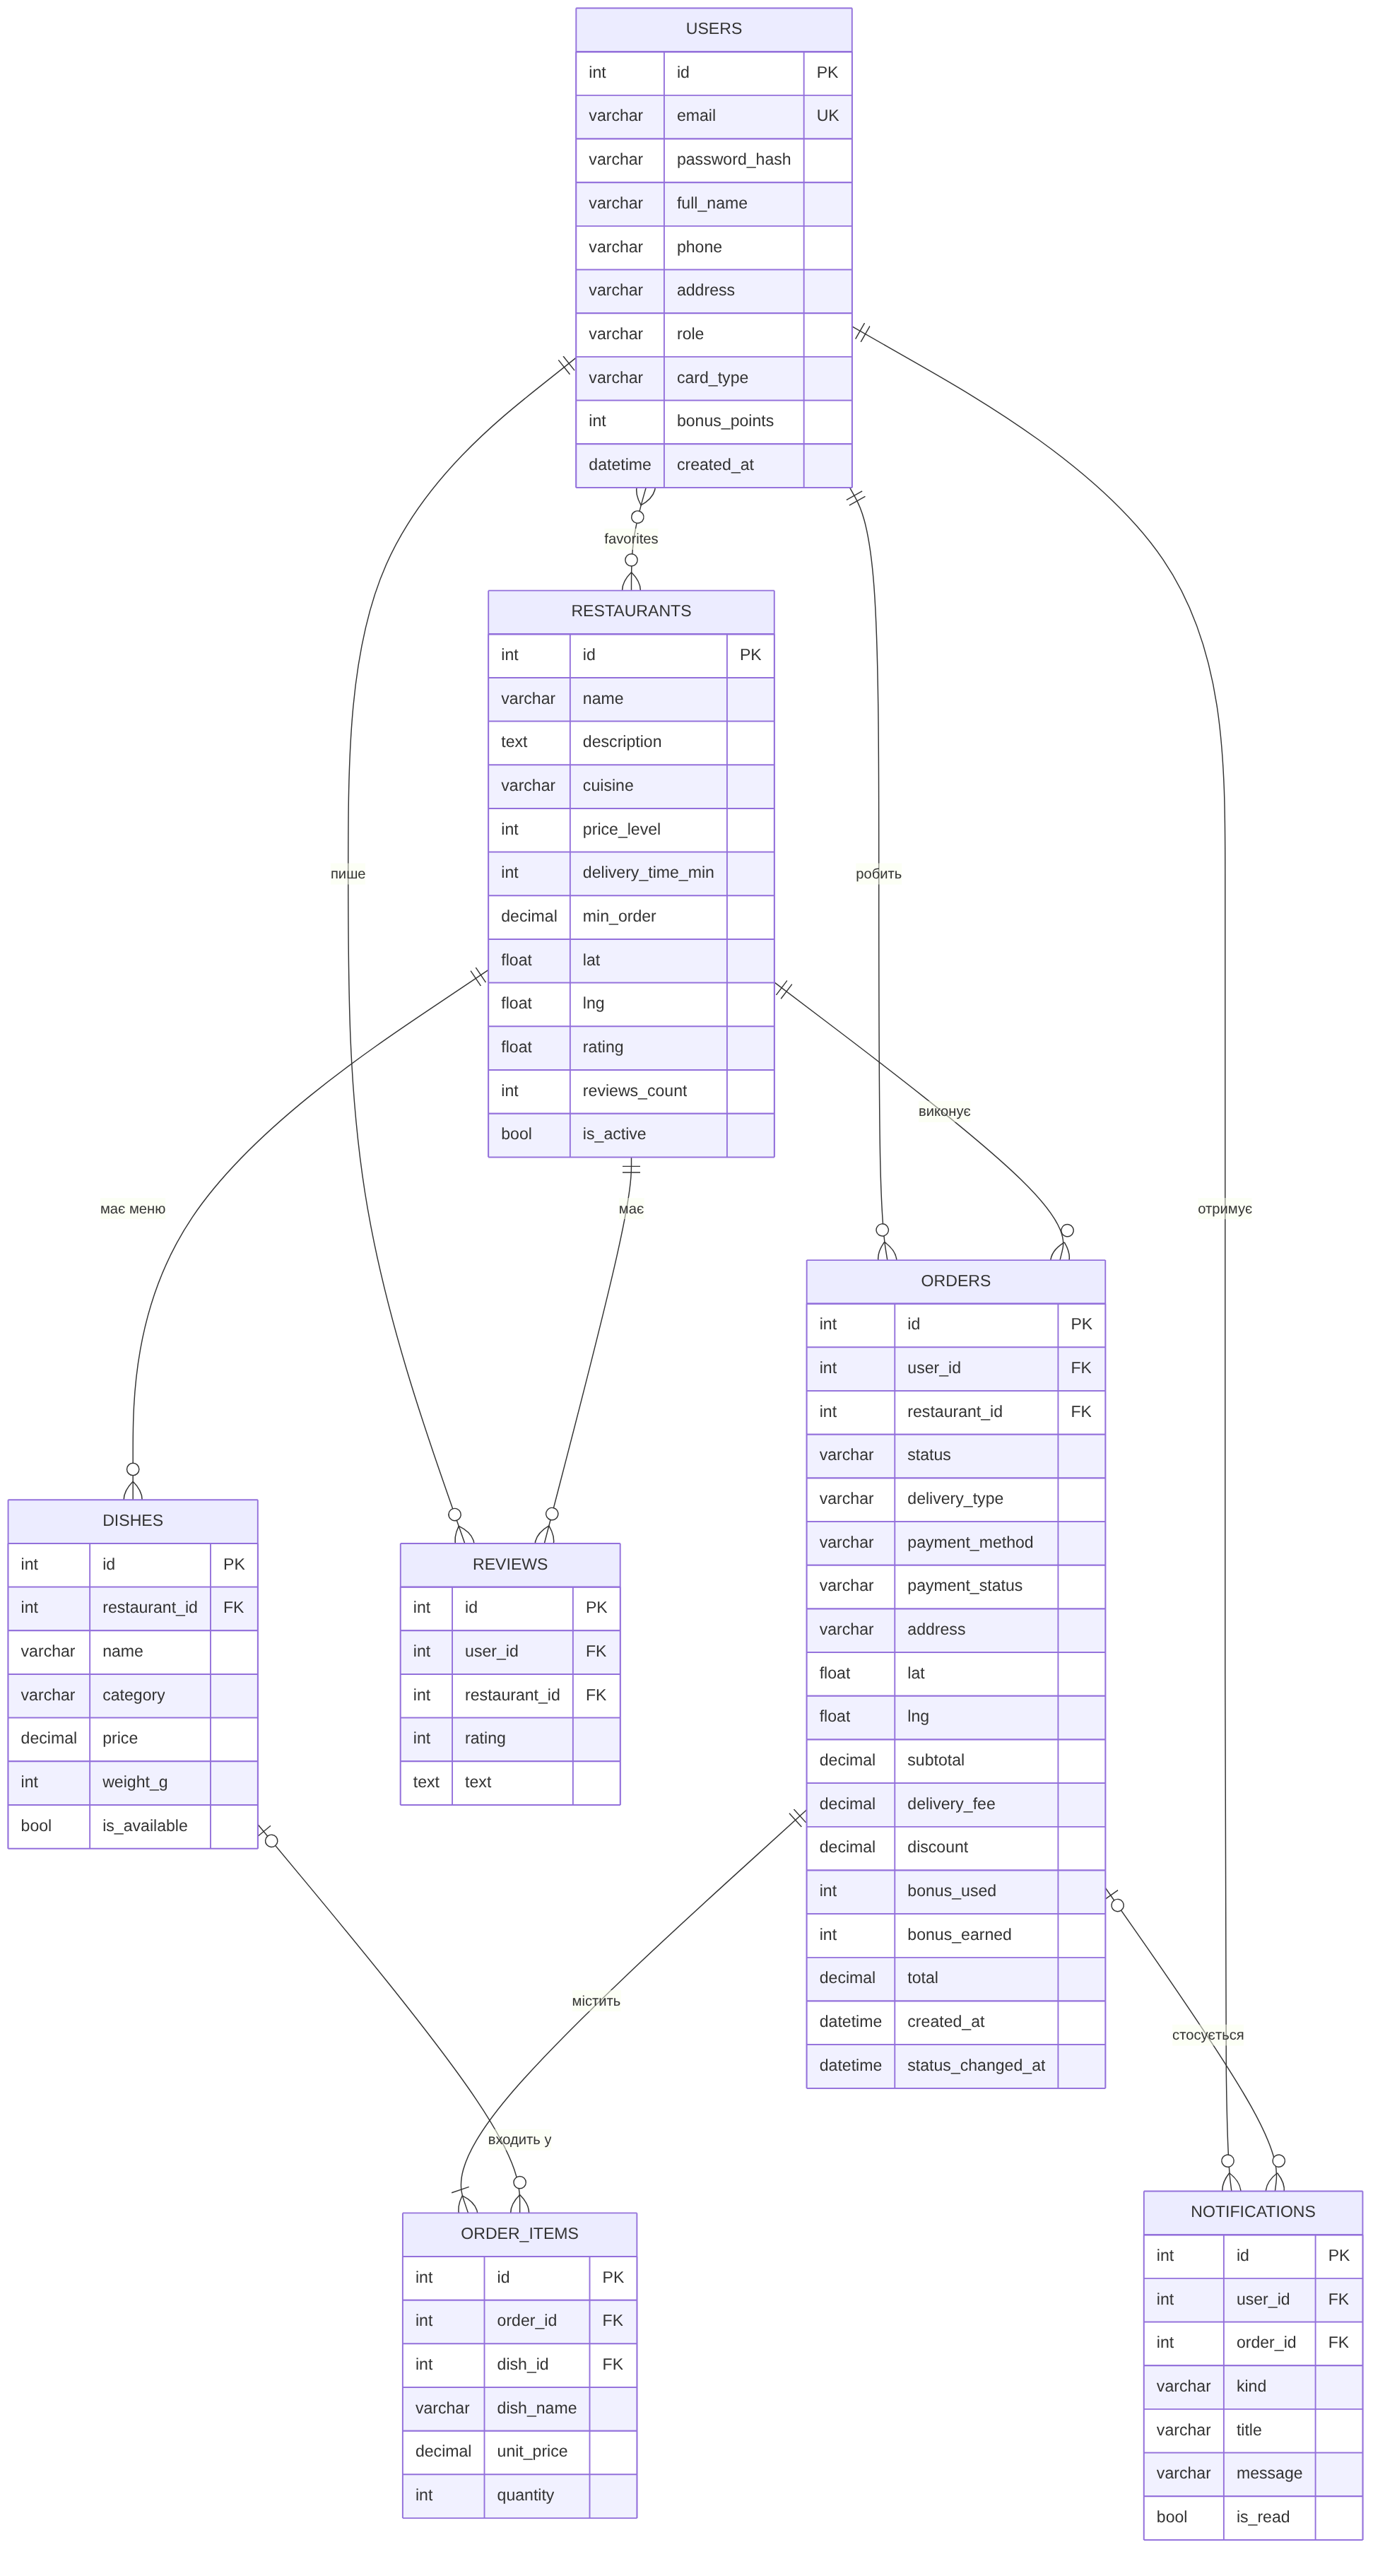 USERS
int id PK
varchar email UK
varchar password_hash
varchar full_name
varchar phone
varchar address
varchar role
varchar card_type
int bonus_points
datetime created_at
favorites
RESTAURANTS
int id PK
varchar name
text description
varchar cuisine
int price_level
int delivery_time_min
decimal min_order
float lat
float lng
float rating
int reviews_count
bool is_active
пише
робить
виконує
має меню
має
отримує
ORDERS
int id PK
int user_id FK
int restaurant_id FK
varchar status
varchar delivery_type
varchar payment_method
varchar payment_status
varchar address
float lat
float lng
decimal subtotal
decimal delivery_fee
decimal discount
int bonus_used
int bonus_earned
decimal total
datetime created_at
datetime status_changed_at
DISHES
int id PK
int restaurant_id FK
varchar name
varchar category
decimal price
int weight_g
bool is_available
REVIEWS
int id PK
int user_id FK
int restaurant_id FK
int rating
text text
містить
стосується
входить у
ORDER_ITEMS
int id PK
int order_id FK
int dish_id FK
varchar dish_name
decimal unit_price
int quantity
NOTIFICATIONS
int id PK
int user_id FK
int order_id FK
varchar kind
varchar title
varchar message
bool is_read